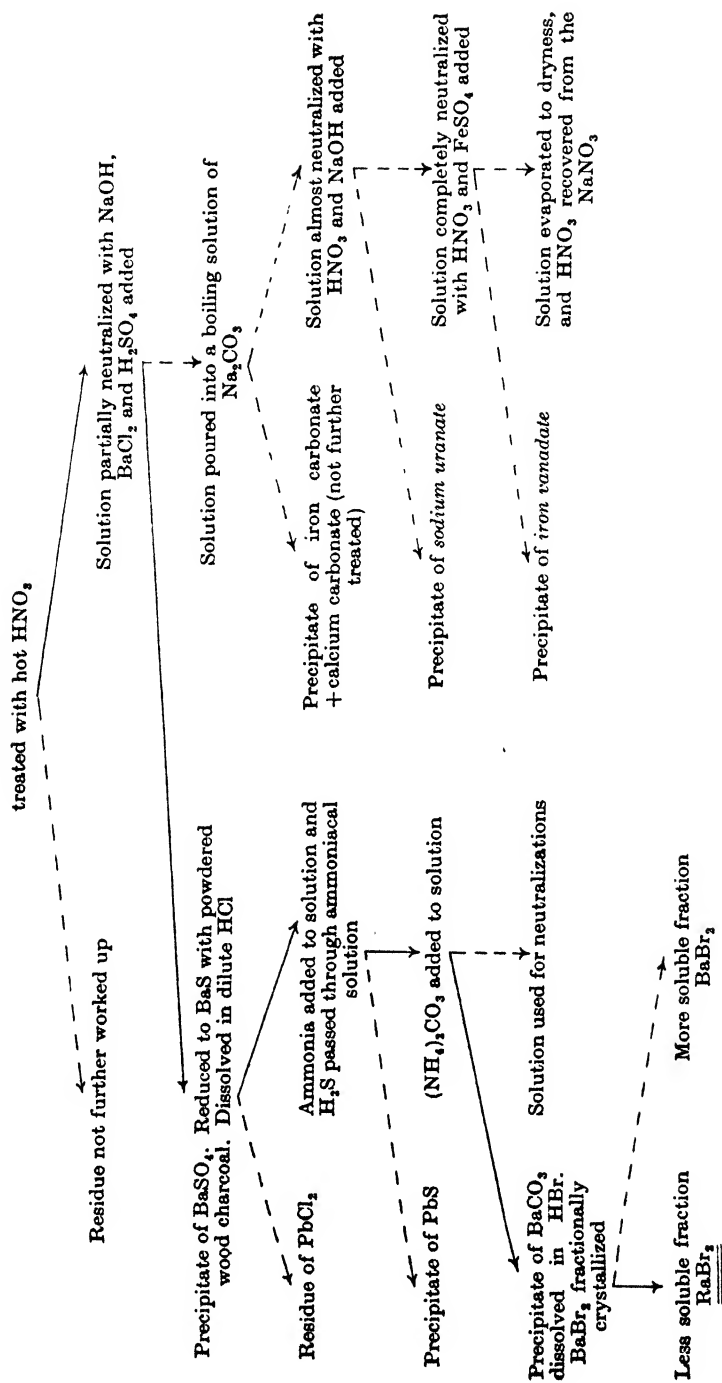 treated with hot HNO₃
Residue not further worked up
Solution partially neutralized with NaOH,
BaCl₂ and H₂SO₄ added
Precipitate of BaSO₄. Reduced to BaS with powdered
wood charcoal. Dissolved in dilute HCl
Solution poured into a boiling solution of
Na₂CO₃
Residue of PbCl₂
Ammonia added to solution and
H₂S passed through ammoniacal
solution
Precipitate of iron carbonate
+calcium carbonate (not further
treated)
Solution almost neutralized with
HNO₃ and NaOH added
Precipitate of PbS
(NH₄)₂CO₃ added to solution
Precipitate of sodium uranate
Solution completely neutralized
with HNO₃ and FeSO₄ added
Precipitate of BaCO₃
dissolved in HBr.
BaBr₂ fractionally
crystallized
Solution used for neutralizations
Precipitate of iron vanadate
Solution evaporated to dryness,
and HNO₃ recovered from the
NaNO₃
Less soluble fraction
RaBr₂
More soluble fraction
BaBr₂